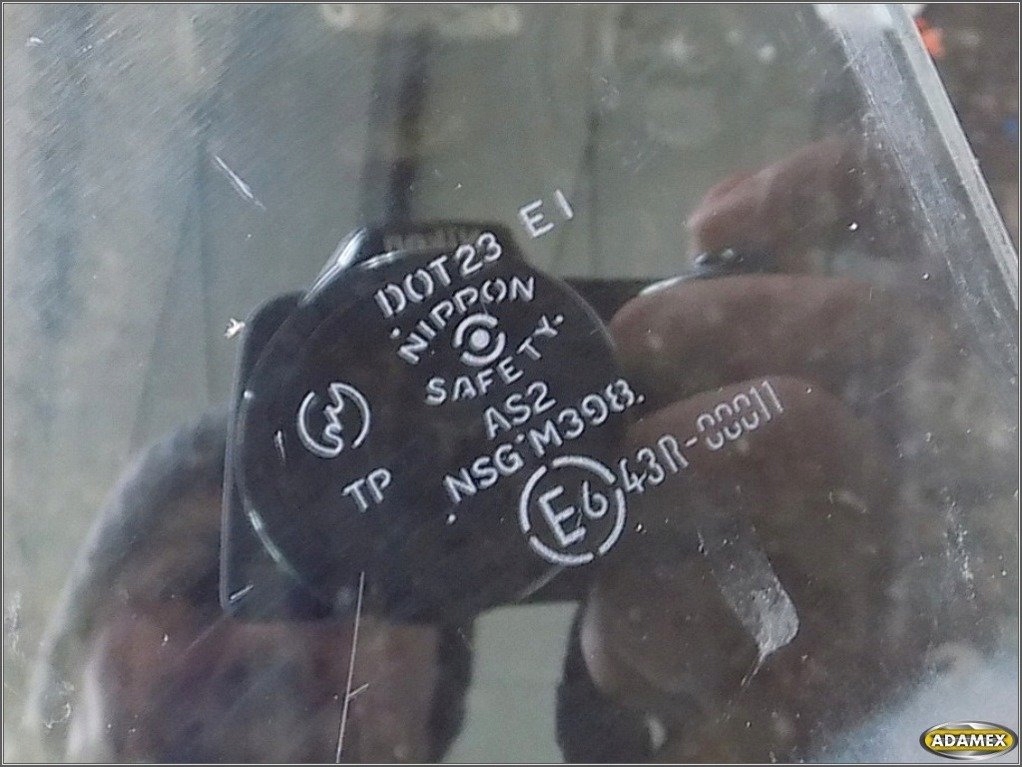 DOT23 E1
·NIPPON
SAFETY·
AS2
TP
·NSG M398.
E6 43R-00011
ADAMEX